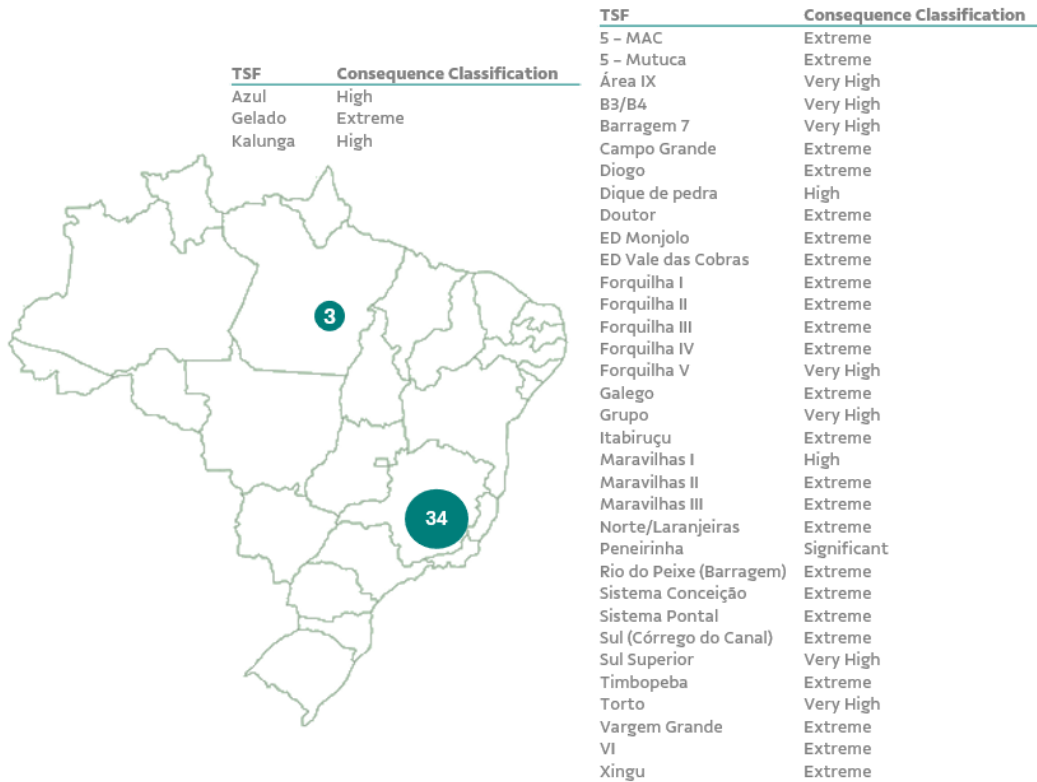 TSF Consequence Classification
Azul High
Gelado Extreme
Kalunga High
3
34
TSF Consequence Classification
5 – MAC Extreme
5 – Mutuca Extreme
Área IX Very High
B3/B4 Very High
Barragem 7 Very High
Campo Grande Extreme
Diogo Extreme
Dique de pedra High
Doutor Extreme
ED Monjolo Extreme
ED Vale das Cobras Extreme
Forquilha I Extreme
Forquilha II Extreme
Forquilha III Extreme
Forquilha IV Extreme
Forquilha V Very High
Galego Extreme
Grupo Very High
Itabiruçu Extreme
Maravilhas I High
Maravilhas II Extreme
Maravilhas III Extreme
Norte/Laranjeiras Extreme
Peneirinha Significant
Rio do Peixe (Barragem) Extreme
Sistema Conceição Extreme
Sistema Pontal Extreme
Sul (Córrego do Canal) Extreme
Sul Superior Very High
Timbopeba Extreme
Torto Very High
Vargem Grande Extreme
VI Extreme
Xingu Extreme